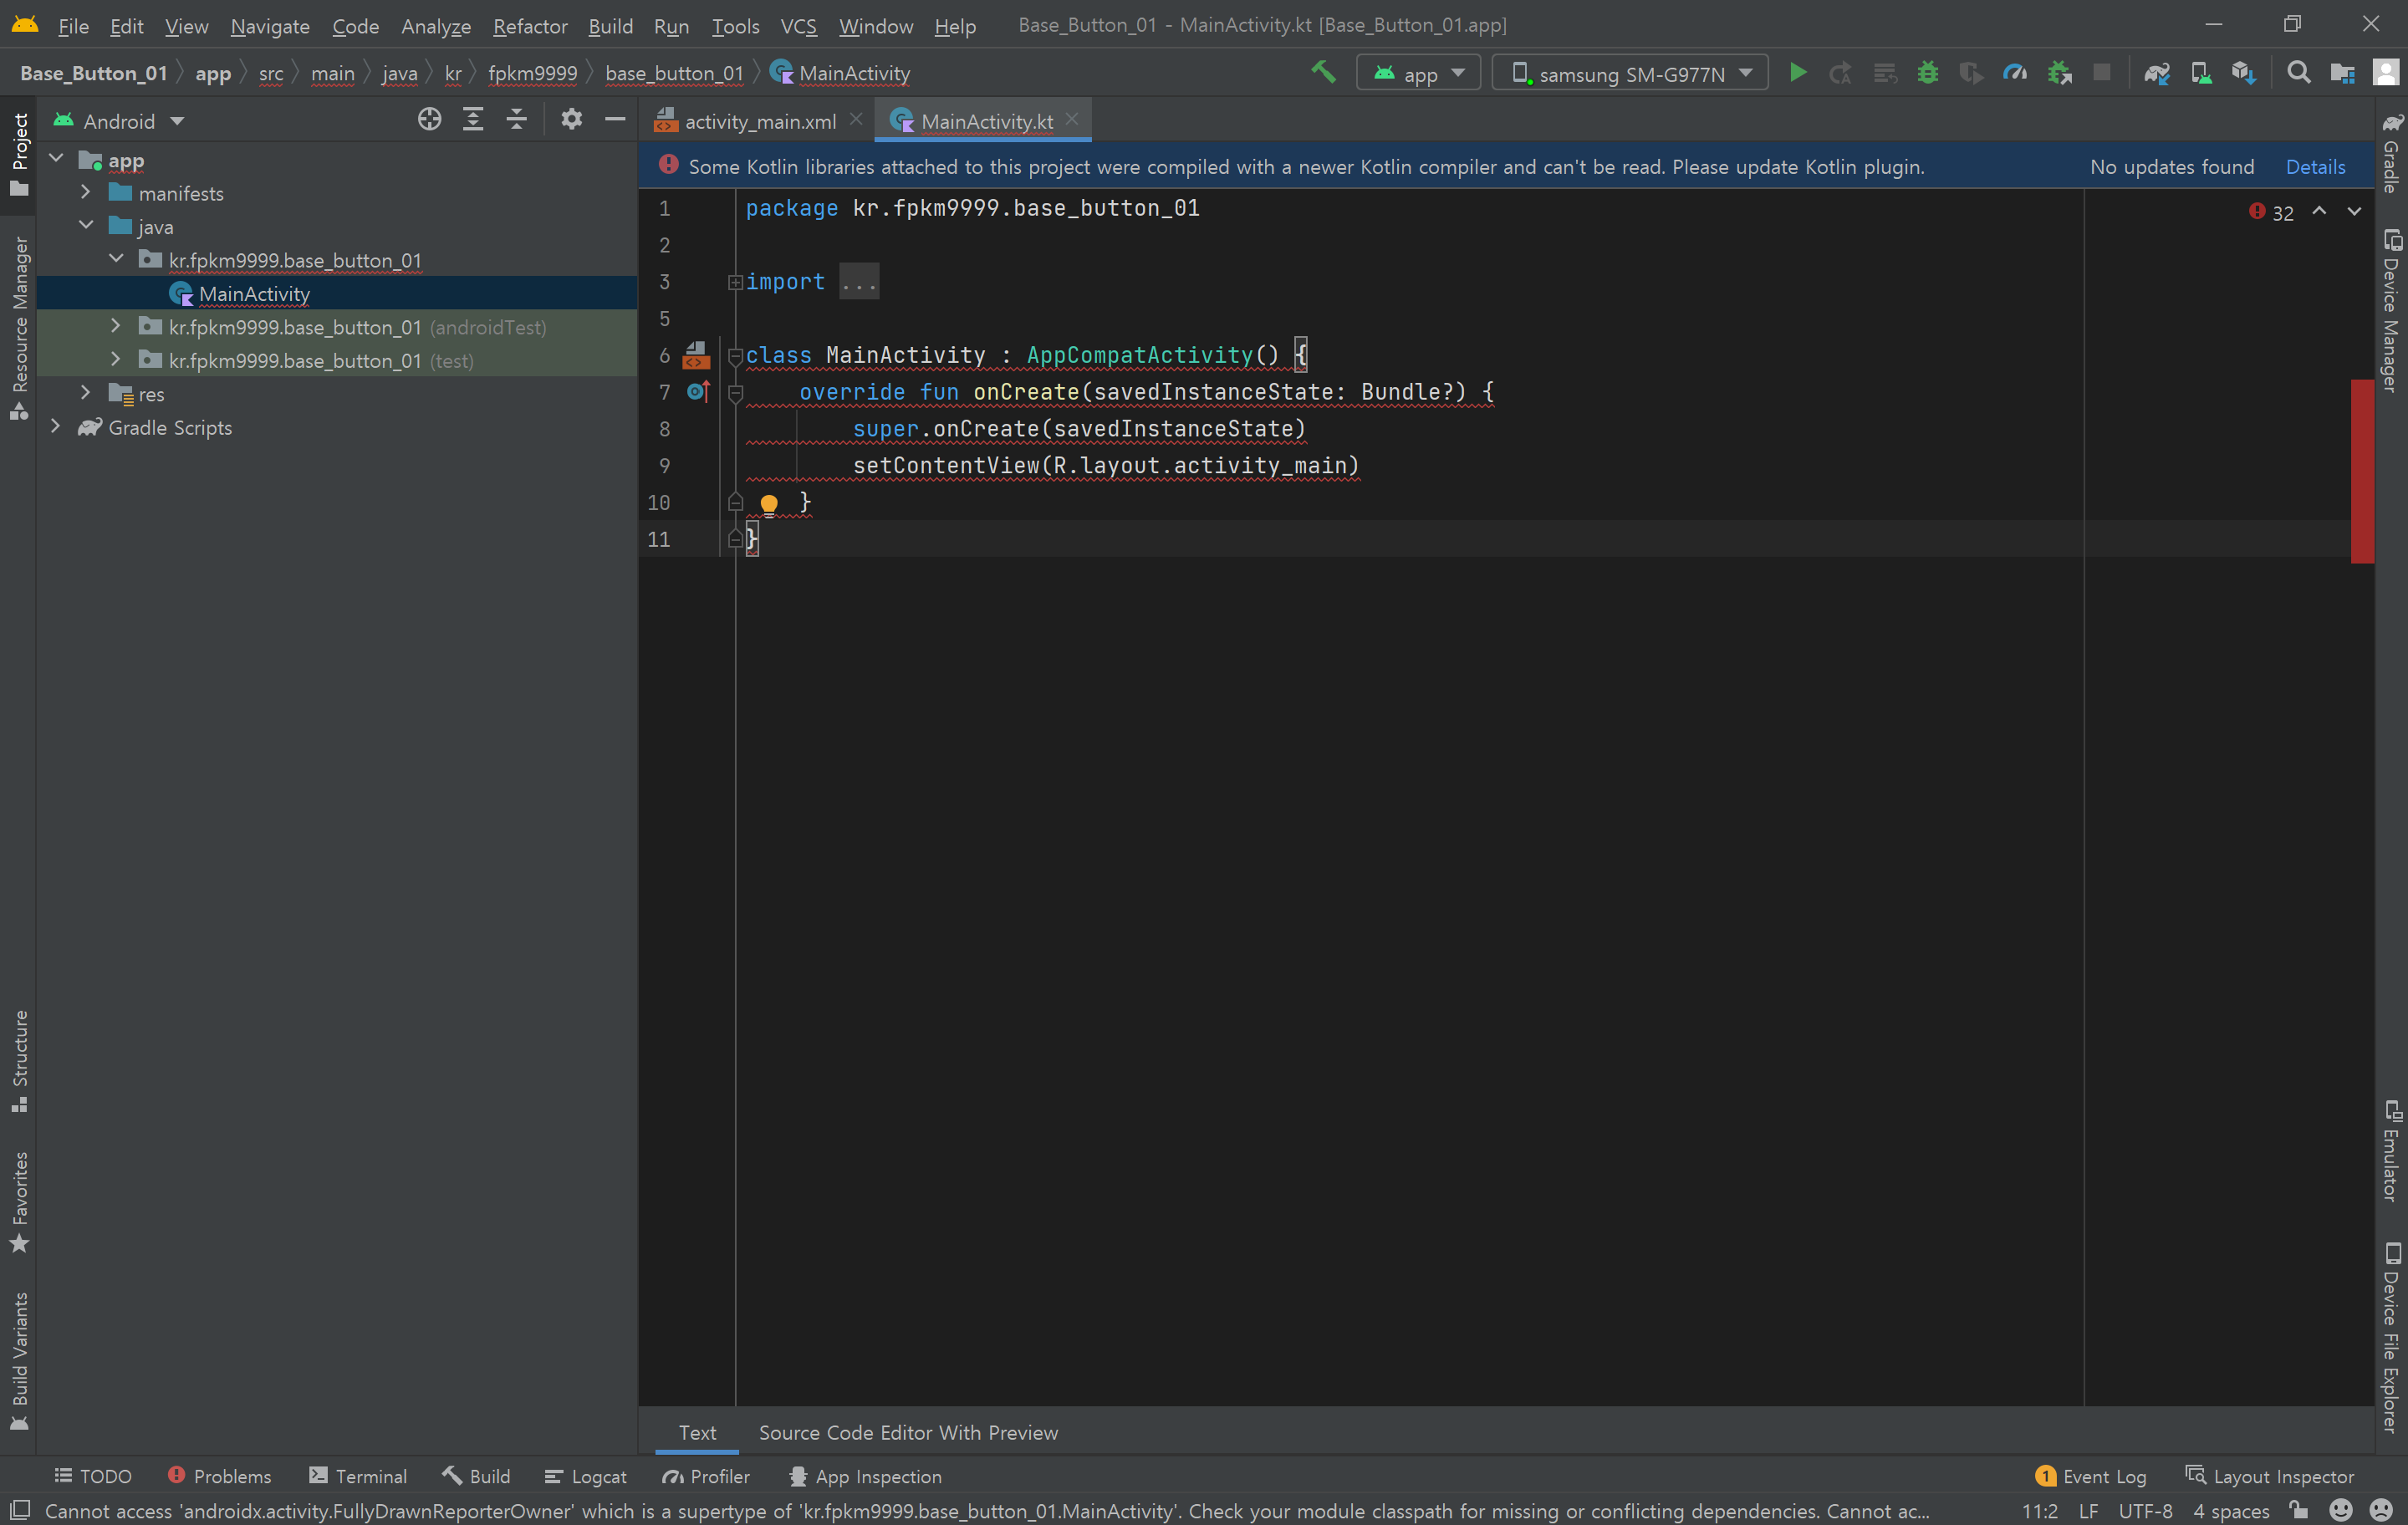 File Edit View Navigate Code Analyze Refactor Build Run Tools VCS Window Help Base_Button_01 - MainActivity.kt [Base_Button_01.app]
Base_Button_01 app src main java kr fpkm9999 base_button_01 MainActivity app samsung SM-G977N
Project
Resource Manager
Structure
Favorites
Build Variants
Android
app
manifests
java
kr.fpkm9999.base_button_01
MainActivity
kr.fpkm9999.base_button_01 (androidTest)
kr.fpkm9999.base_button_01 (test)
res
Gradle Scripts
activity_main.xml MainActivity.kt
Some Kotlin libraries attached to this project were compiled with a newer Kotlin compiler and can't be read. Please update Kotlin plugin. No updates found Details
32
1 package kr.fpkm9999.base_button_01
2
3 import ...
5
6 class MainActivity : AppCompatActivity() {
7 override fun onCreate(savedInstanceState: Bundle?) {
8 super.onCreate(savedInstanceState)
9 setContentView(R.layout.activity_main)
10 }
11 }
Gradle
Device Manager
Emulator
Device File Explorer
Text Source Code Editor With Preview
TODO Problems Terminal Build Logcat Profiler App Inspection 1 Event Log Layout Inspector
Cannot access 'androidx.activity.FullyDrawnReporterOwner' which is a supertype of 'kr.fpkm9999.base_button_01.MainActivity'. Check your module classpath for missing or conflicting dependencies. Cannot ac... 11:2 LF UTF-8 4 spaces